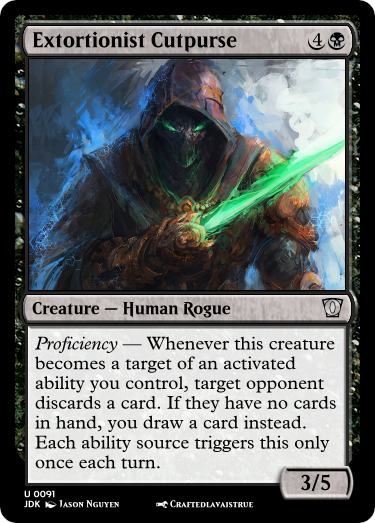 Extortionist Cutpurse 4
Creature — Human Rogue
Proficiency — Whenever this creature
becomes a target of an activated
ability you control, target opponent
discards a card. If they have no cards
in hand, you draw a card instead.
Each ability source triggers this only
once each turn.
3/5
U 0091
JDK Jason Nguyen Craftedlavaistrue